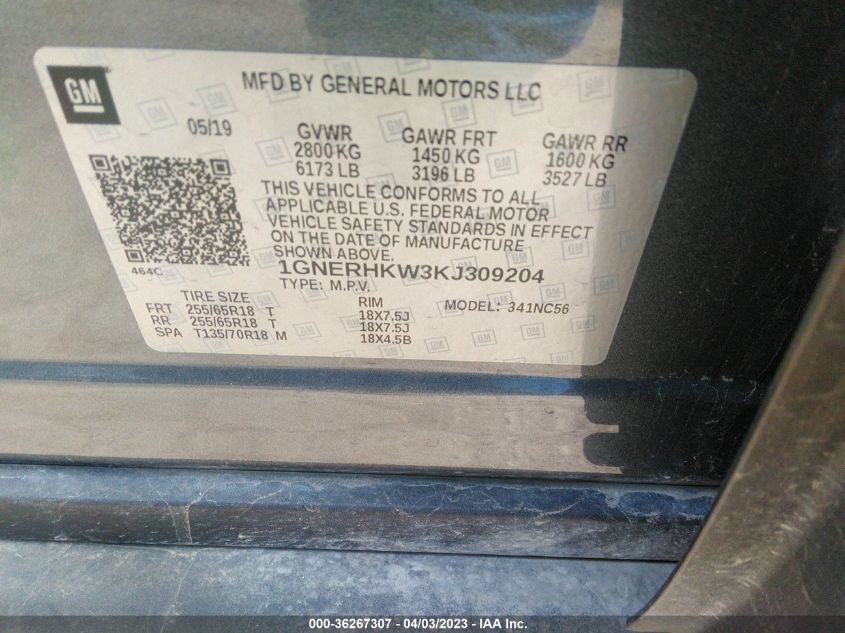 GM
MFD BY GENERAL MOTORS LLC
05/19
GVWR GAWR FRT GAWR RR
2800 KG 1450 KG 1600 KG
6173 LB 3196 LB 3527 LB
THIS VEHICLE CONFORMS TO ALL
APPLICABLE U.S. FEDERAL MOTOR
VEHICLE SAFETY STANDARDS IN EFFECT
ON THE DATE OF MANUFACTURE
SHOWN ABOVE.
464C
1GNERHKW3KJ309204
TYPE: M.P.V.
TIRE SIZE RIM MODEL: 341NC56
FRT 255/65R18 T 18X7.5J
RR 255/65R18 T 18X7.5J
SPA T135/70R18 M 18X4.5B
000-36267307 - 04/03/2023 - IAA Inc.